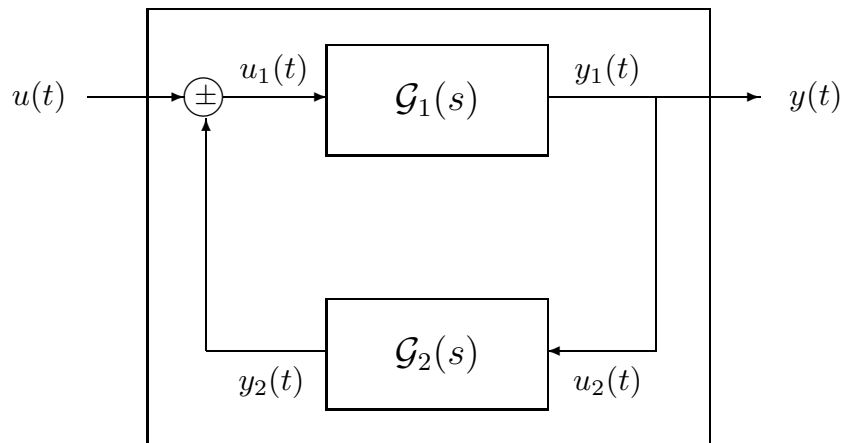 u₁(t)
y₁(t)
u(t)
±
𝒢₁(s)
y(t)
𝒢₂(s)
y₂(t)
u₂(t)